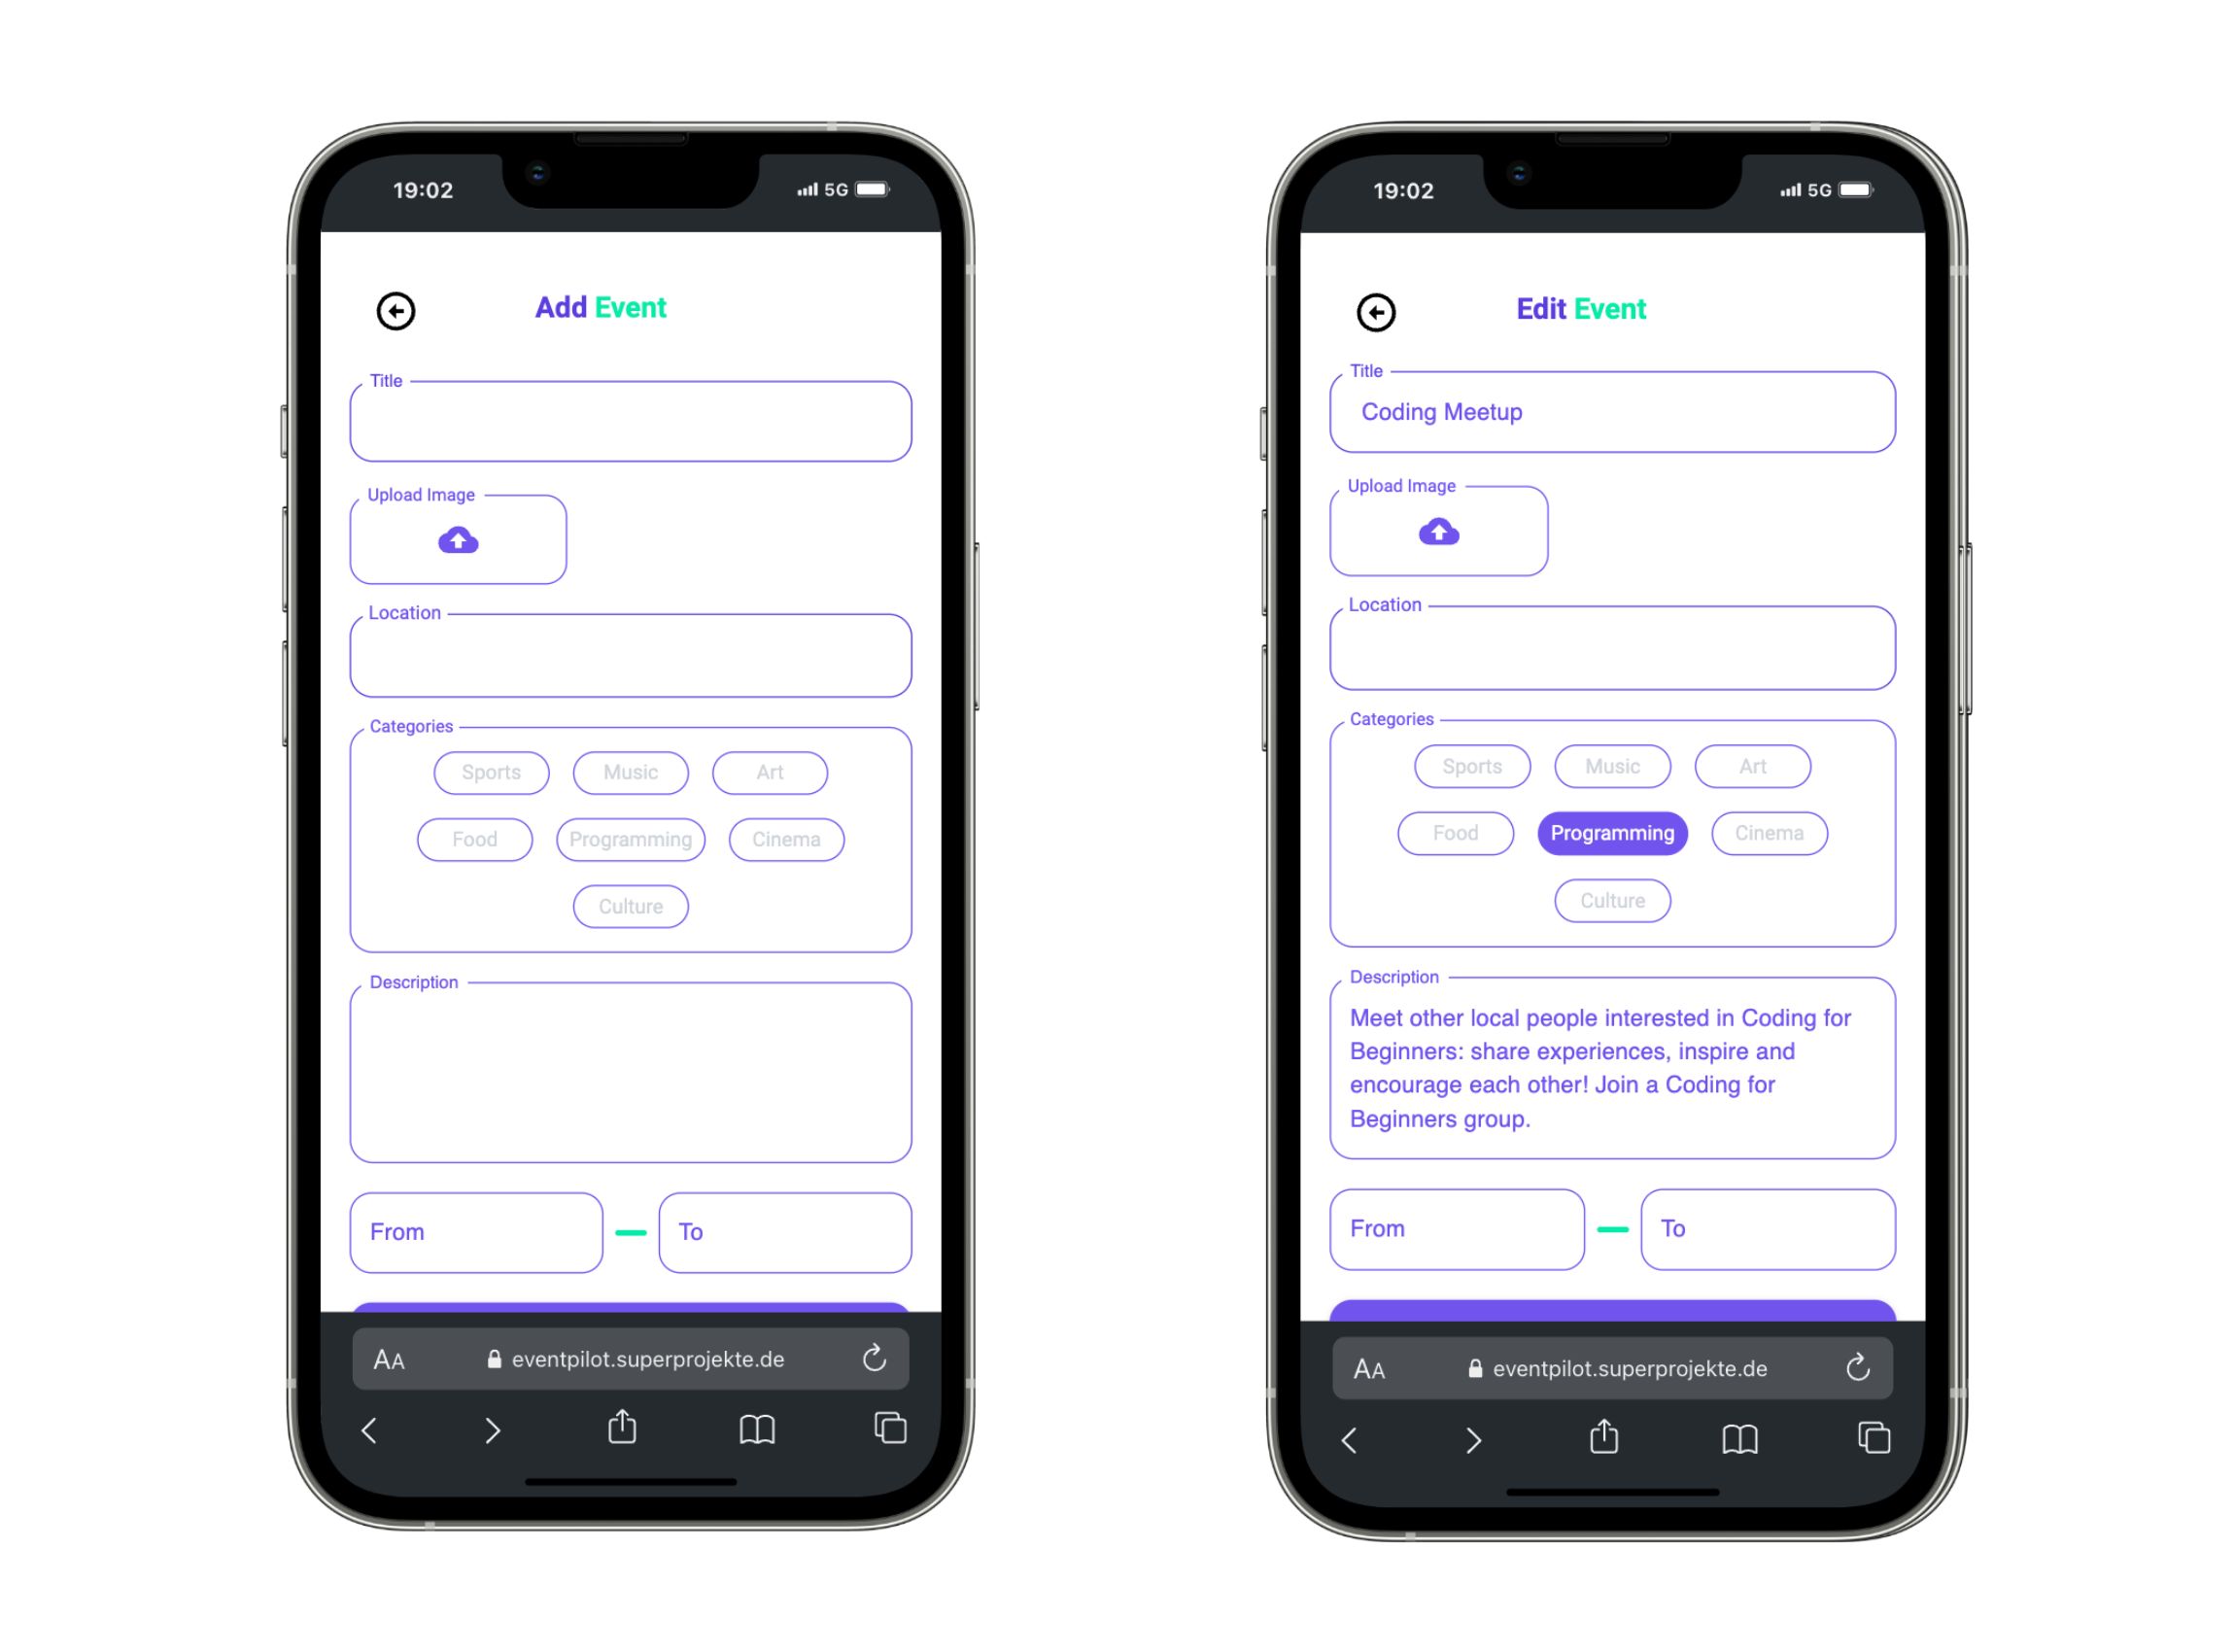 19:02
5G
Add Event
Title
Upload Image
Location
Categories
Sports Music Art
Food Programming Cinema
Culture
Description
From
To
AA
eventpilot.superprojekte.de
19:02
5G
Edit Event
Title
Coding Meetup
Upload Image
Location
Categories
Sports Music Art
Food Programming Cinema
Culture
Description
Meet other local people interested in Coding for
Beginners: share experiences, inspire and
encourage each other! Join a Coding for
Beginners group.
From
To
AA
eventpilot.superprojekte.de